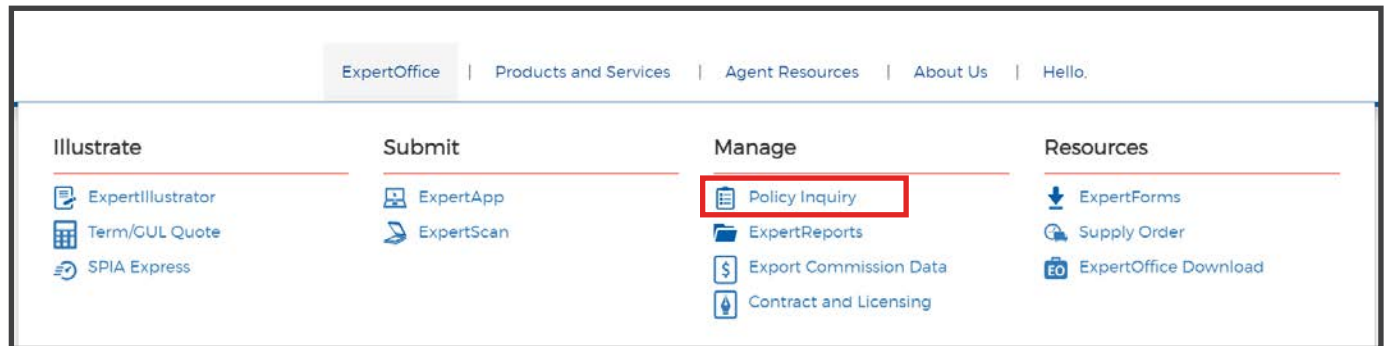 ExpertOffice | Products and Services | Agent Resources | About Us | Hello,
Illustrate
ExpertIllustrator
Term/GUL Quote
SPIA Express
Submit
ExpertApp
ExpertScan
Manage
Policy Inquiry
ExpertReports
$ Export Commission Data
Contract and Licensing
Resources
ExpertForms
Supply Order
EO ExpertOffice Download